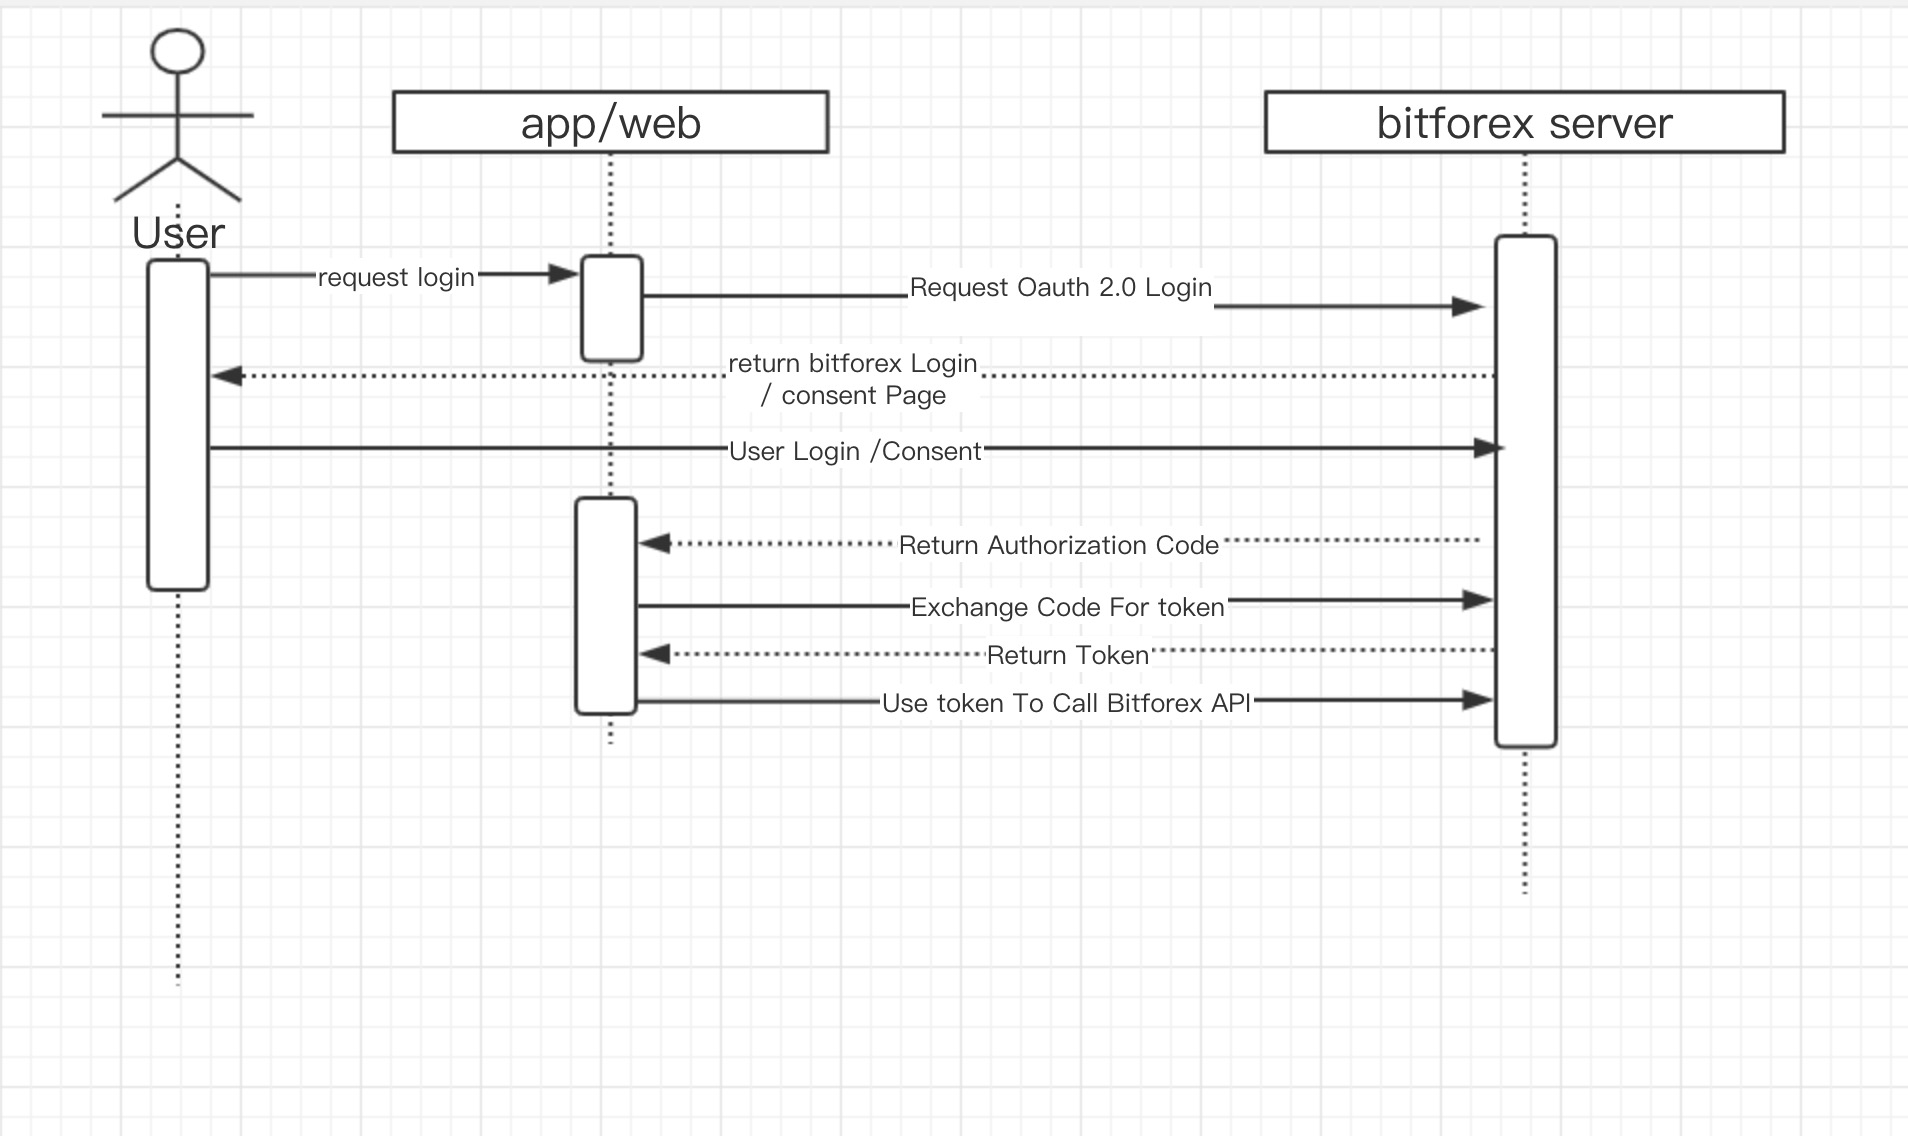 app/web
bitforex server
User
request login
Request Oauth 2.0 Login
return bitforex Login
/ consent Page
User Login /Consent
Return Authorization Code
Exchange Code For token
Return Token
Use token To Call Bitforex API